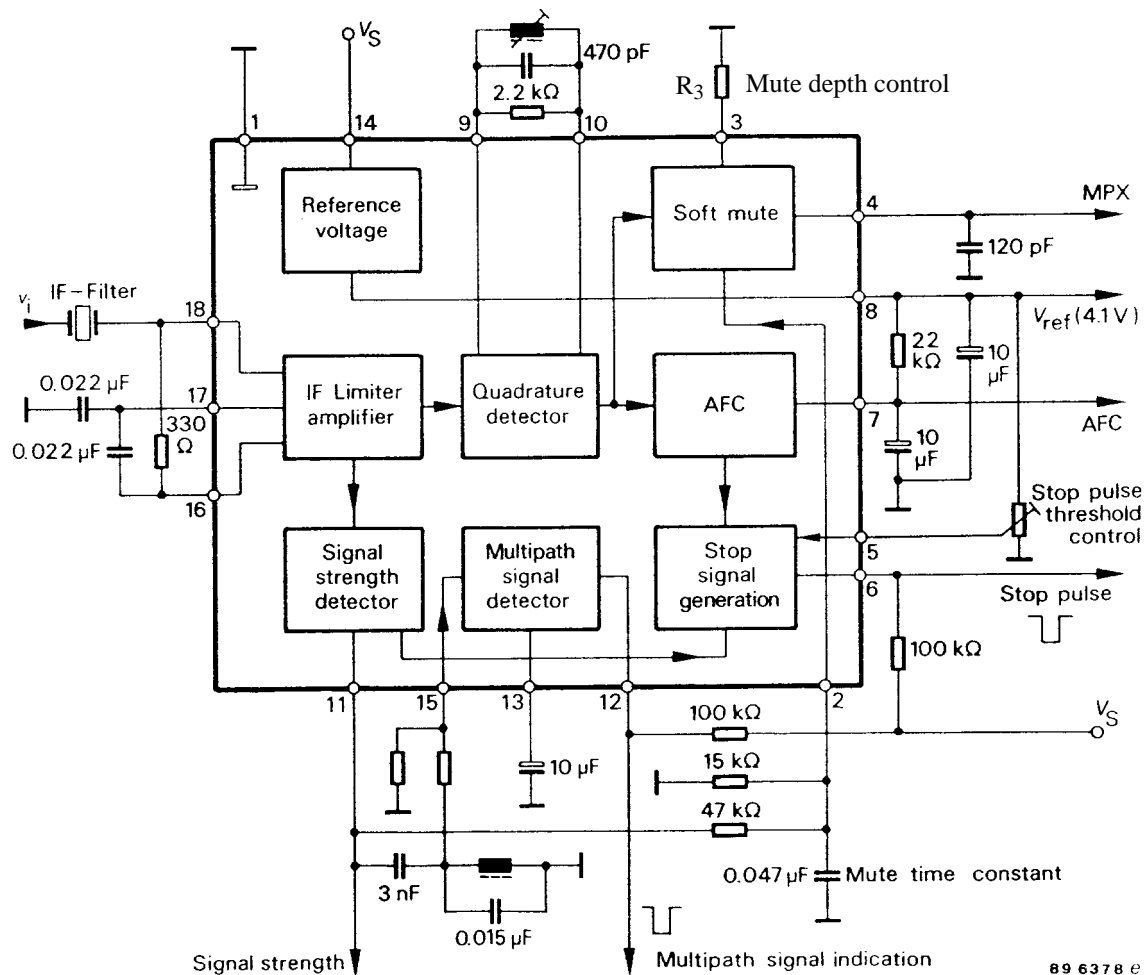 VS
470 pF
2.2 kΩ
R3 Mute depth control
1
14
9
10
3
Reference
voltage
Soft mute
4
MPX
120 pF
8
Vref (4.1 V)
vi
IF-Filter
18
0.022 µF
17
330
Ω
0.022 µF
16
IF Limiter
amplifier
Quadrature
detector
AFC
22
kΩ
10
µF
7
AFC
10
µF
Stop pulse
threshold
control
5
Signal
strength
detector
Multipath
signal
detector
Stop
signal
generation
6
Stop pulse
100 kΩ
11
15
13
12
2
100 kΩ
VS
10 µF
15 kΩ
47 kΩ
3 nF
0.015 µF
0.047 µF
Mute time constant
Signal strength
Multipath signal indication
89 6378 e